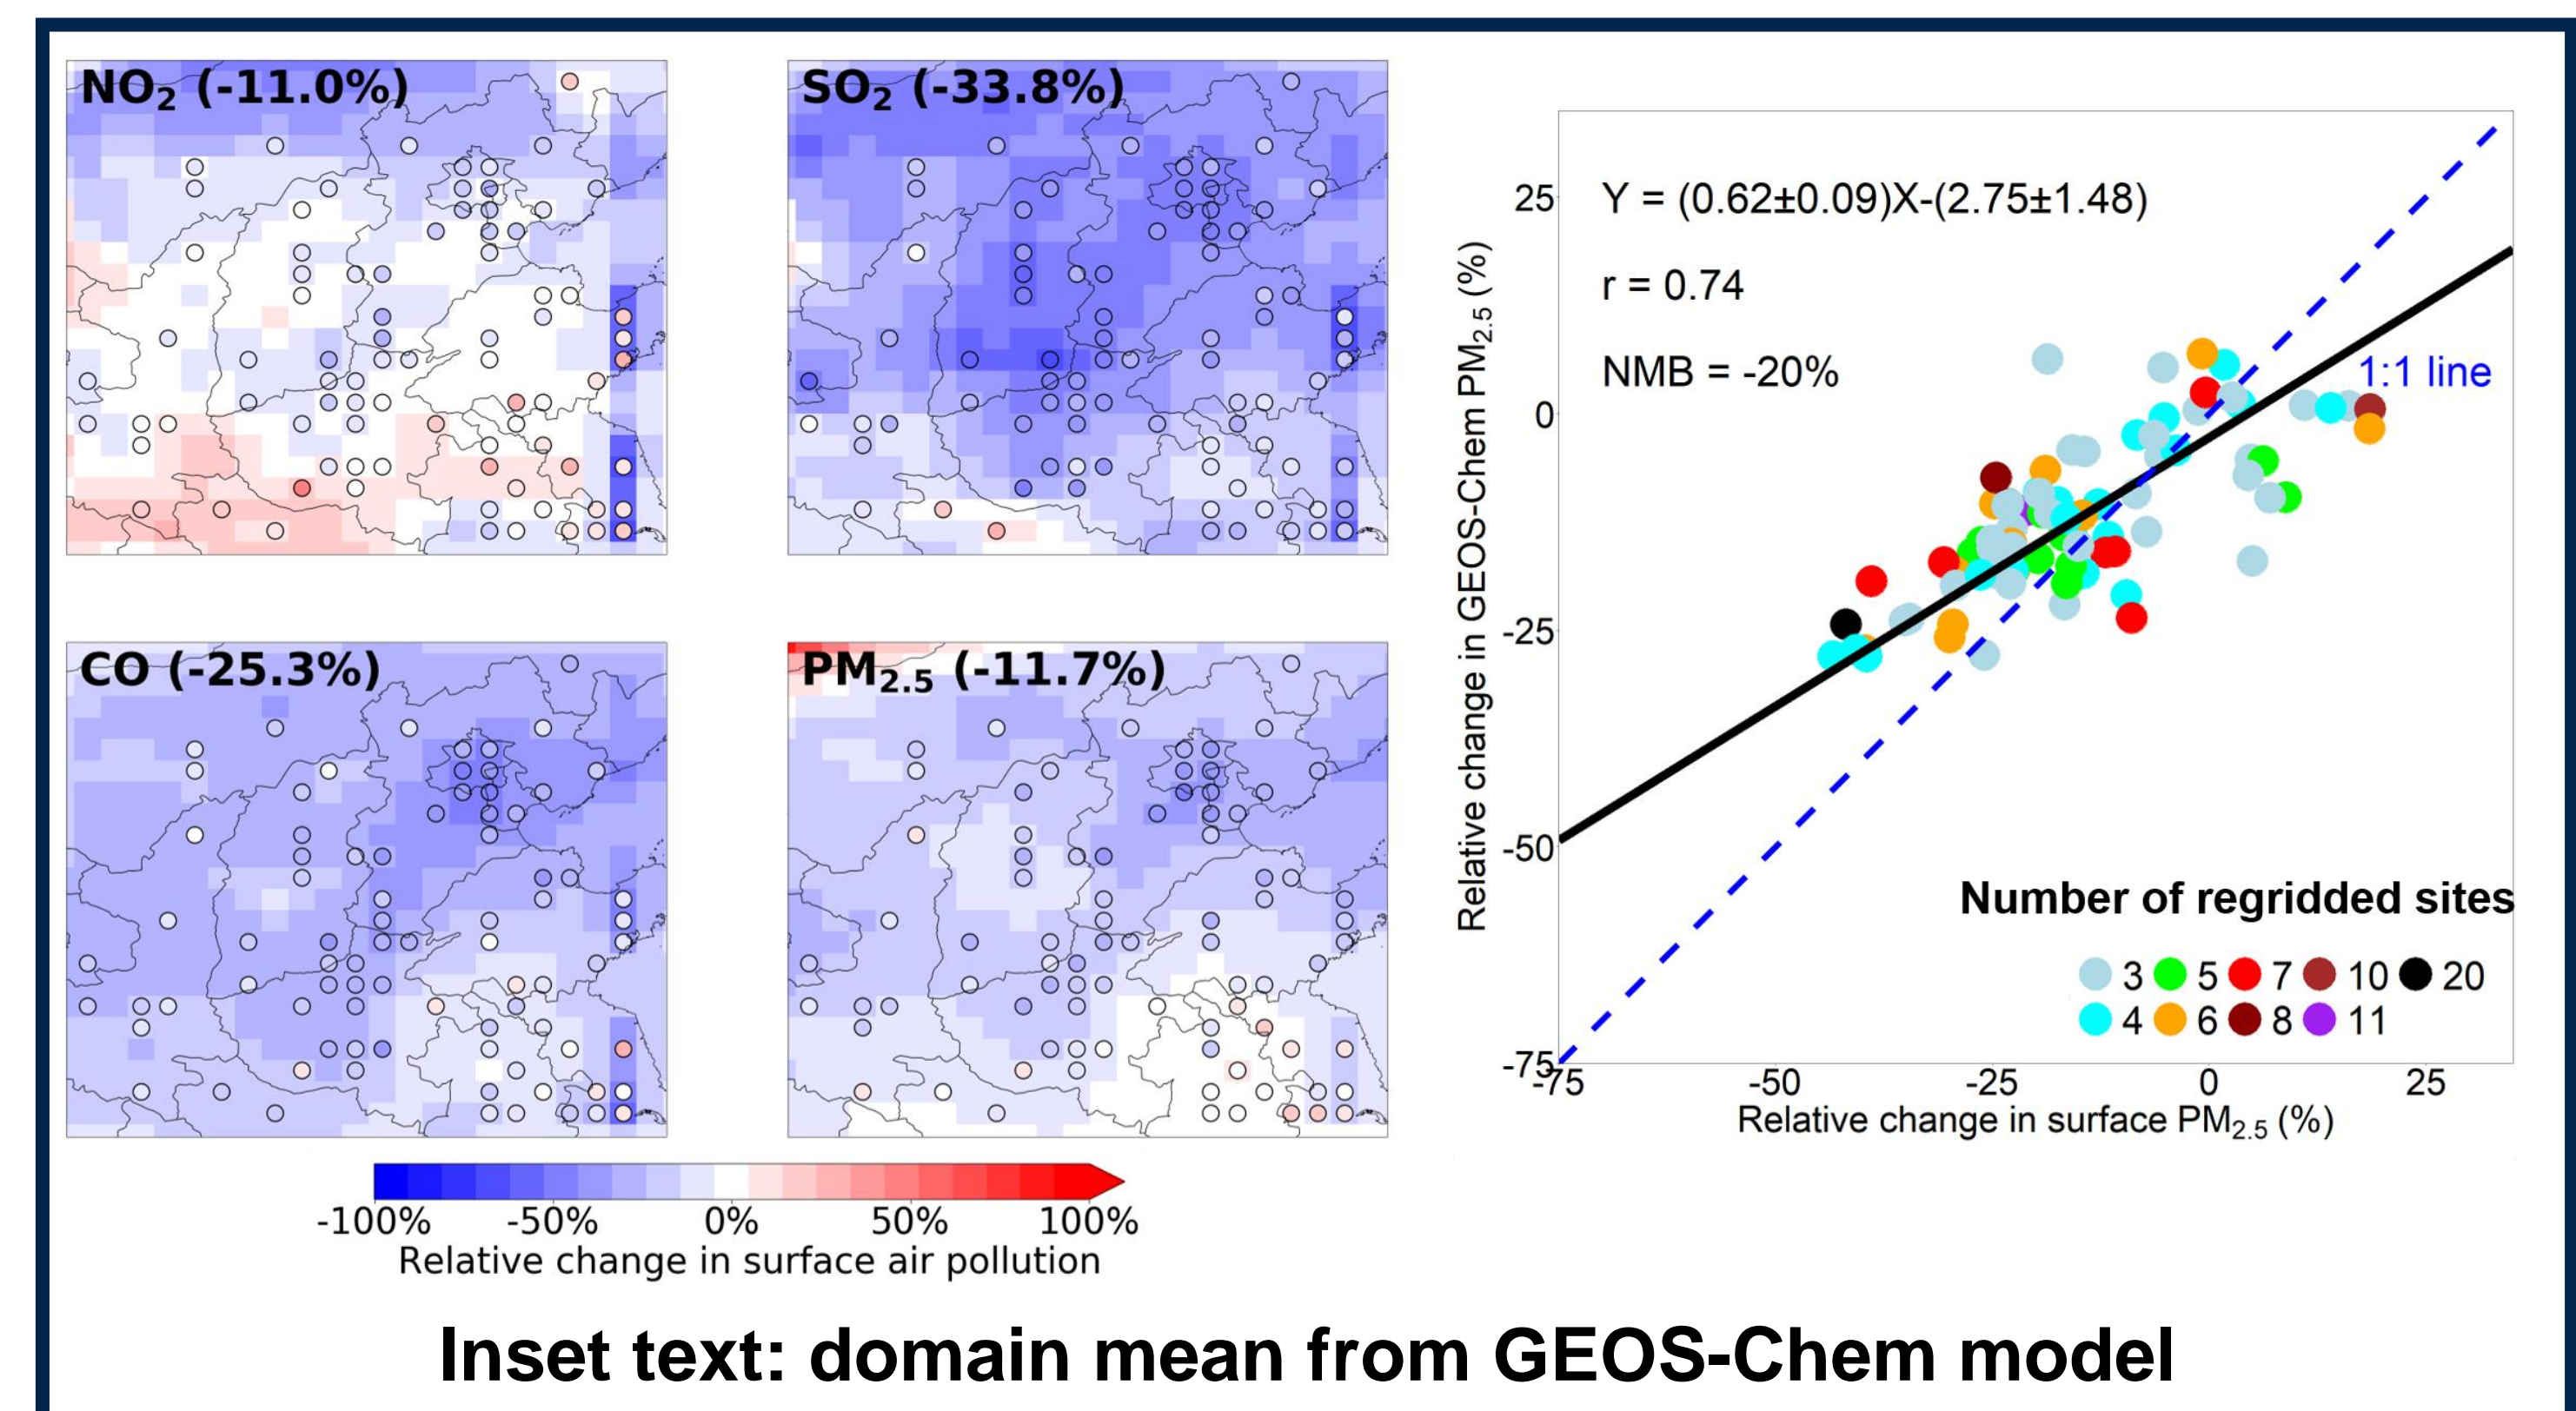 NO₂ (-11.0%)
SO₂ (-33.8%)
CO (-25.3%)
PM₂.₅ (-11.7%)
-100% -50% 0% 50% 100%
Relative change in surface air pollution
Relative change in GEOS-Chem PM₂.₅ (%)
25
0
-25
-50
-75
Y = (0.62±0.09)X-(2.75±1.48)
r = 0.74
NMB = -20%
1:1 line
Number of regridded sites
3 5 7 10 20
4 6 8 11
-75 -50 -25 0 25
Relative change in surface PM₂.₅ (%)
Inset text: domain mean from GEOS-Chem model